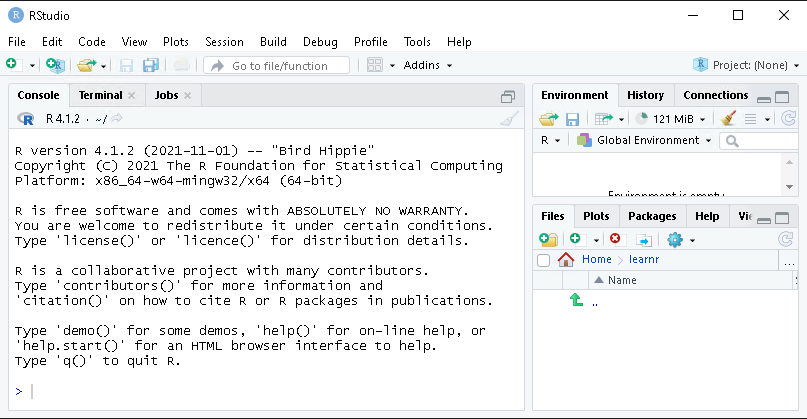 RStudio
File Edit Code View Plots Session Build Debug Profile Tools Help
Go to file/function Addins Project: (None)
Console Terminal Jobs
R 4.1.2 · ~/
R version 4.1.2 (2021-11-01) -- "Bird Hippie"
Copyright (C) 2021 The R Foundation for Statistical Computing
Platform: x86_64-w64-mingw32/x64 (64-bit)
R is free software and comes with ABSOLUTELY NO WARRANTY.
You are welcome to redistribute it under certain conditions.
Type 'license()' or 'licence()' for distribution details.
R is a collaborative project with many contributors.
Type 'contributors()' for more information and
'citation()' on how to cite R or R packages in publications.
Type 'demo()' for some demos, 'help()' for on-line help, or
'help.start()' for an HTML browser interface to help.
Type 'q()' to quit R.
>
Environment History Connections
121 MiB
R Global Environment
Environment is empty
Files Plots Packages Help
Home learnr ...
Name
..